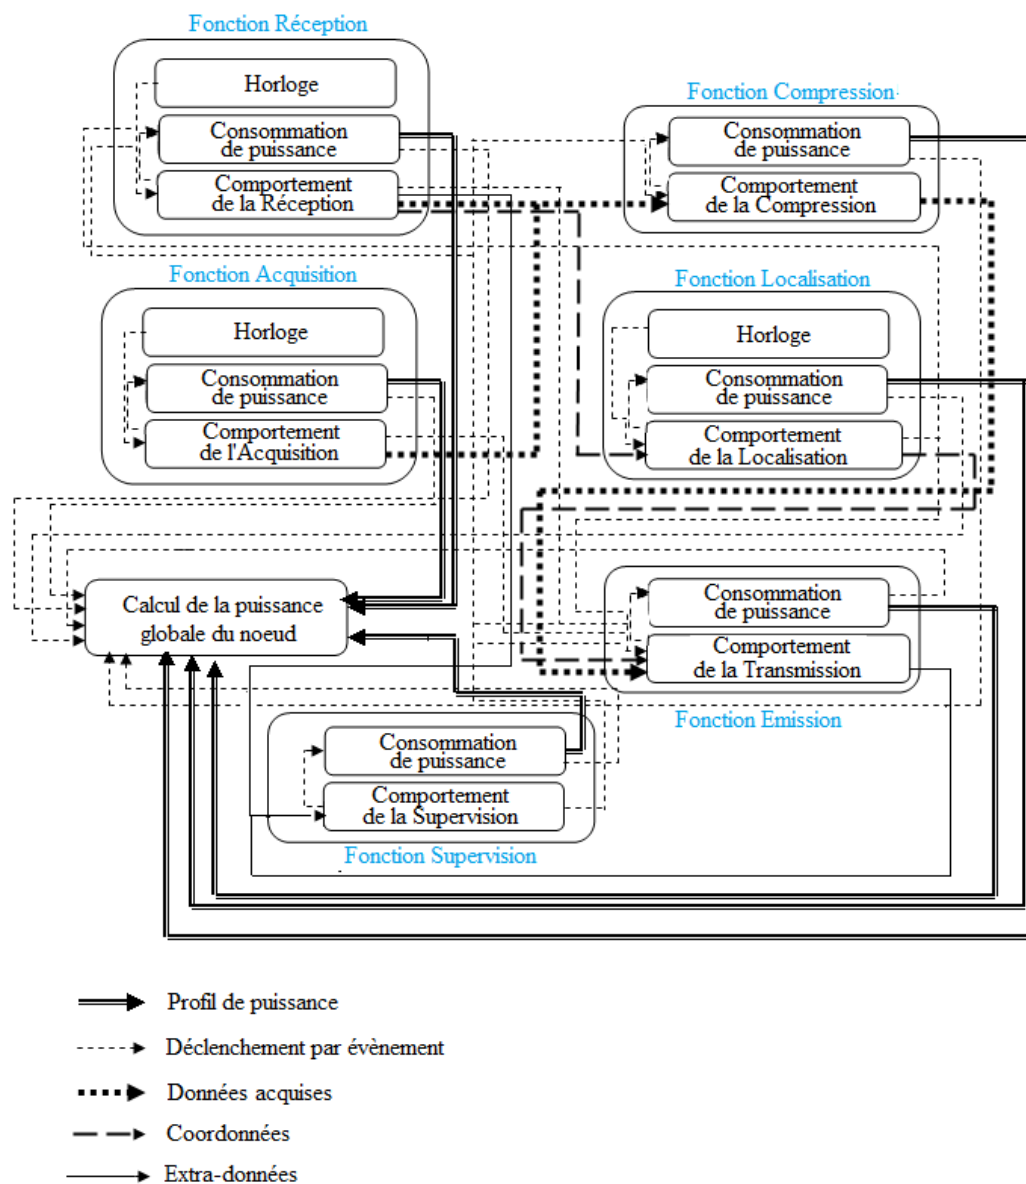 Fonction Réception
Horloge
Consommation
de puissance
Comportement
de la Réception
Fonction Compression
Consommation
de puissance
Comportement
de la Compression
Fonction Acquisition
Horloge
Consommation
de puissance
Comportement
de l'Acquisition
Fonction Localisation
Horloge
Consommation
de puissance
Comportement
de la Localisation
Calcul de la puissance
globale du noeud
Consommation
de puissance
Comportement
de la Transmission
Fonction Emission
Consommation
de puissance
Comportement
de la Supervision
Fonction Supervision
Profil de puissance
Déclenchement par évènement
Données acquises
Coordonnées
Extra-données